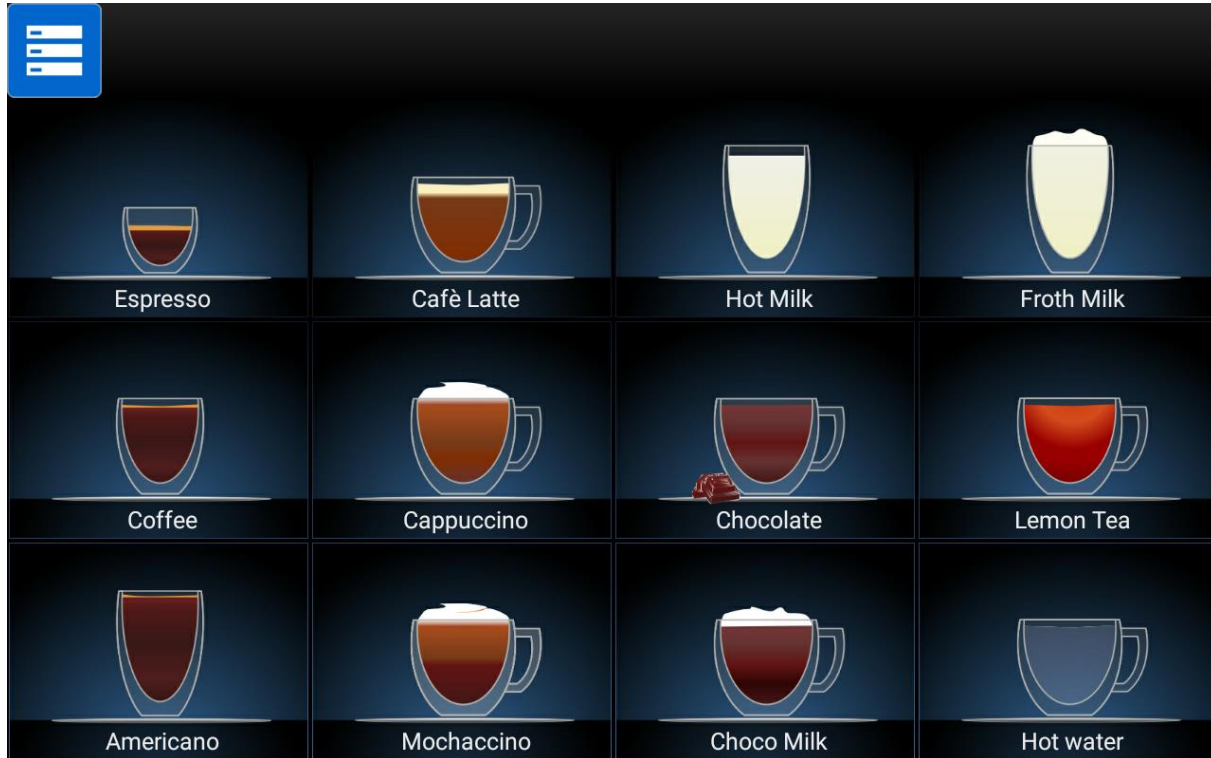 Espresso
Cafè Latte
Hot Milk
Froth Milk
Coffee
Cappuccino
Chocolate
Lemon Tea
Americano
Mochaccino
Choco Milk
Hot water